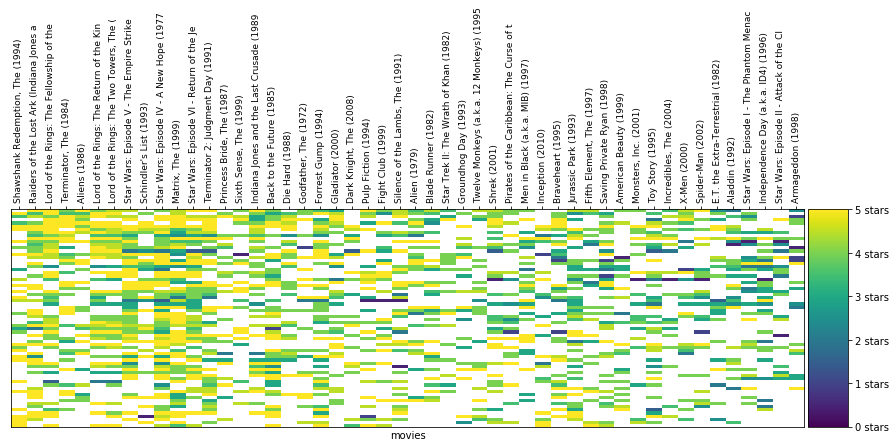 Shawshank Redemption, The (1994)
Raiders of the Lost Ark (Indiana Jones a
Lord of the Rings: The Fellowship of the
Terminator, The (1984)
Aliens (1986)
Lord of the Rings: The Return of the Kin
Lord of the Rings: The Two Towers, The (
Star Wars: Episode V - The Empire Strike
Schindler's List (1993)
Star Wars: Episode IV - A New Hope (1977
Matrix, The (1999)
Star Wars: Episode VI - Return of the Je
Terminator 2: Judgment Day (1991)
Princess Bride, The (1987)
Sixth Sense, The (1999)
Indiana Jones and the Last Crusade (1989
Back to the Future (1985)
Die Hard (1988)
Godfather, The (1972)
Forrest Gump (1994)
Gladiator (2000)
Dark Knight, The (2008)
Pulp Fiction (1994)
Fight Club (1999)
Silence of the Lambs, The (1991)
Alien (1979)
Blade Runner (1982)
Star Trek II: The Wrath of Khan (1982)
Groundhog Day (1993)
Twelve Monkeys (a.k.a. 12 Monkeys) (1995
Shrek (2001)
Pirates of the Caribbean: The Curse of t
Men in Black (a.k.a. MIB) (1997)
Inception (2010)
Braveheart (1995)
Jurassic Park (1993)
Fifth Element, The (1997)
Saving Private Ryan (1998)
American Beauty (1999)
Monsters, Inc. (2001)
Toy Story (1995)
Incredibles, The (2004)
X-Men (2000)
Spider-Man (2002)
E.T. the Extra-Terrestrial (1982)
Aladdin (1992)
Star Wars: Episode I - The Phantom Menac
Independence Day (a.k.a. ID4) (1996)
Star Wars: Episode II - Attack of the Cl
Armageddon (1998)
5 stars
4 stars
3 stars
2 stars
1 stars
0 stars
movies